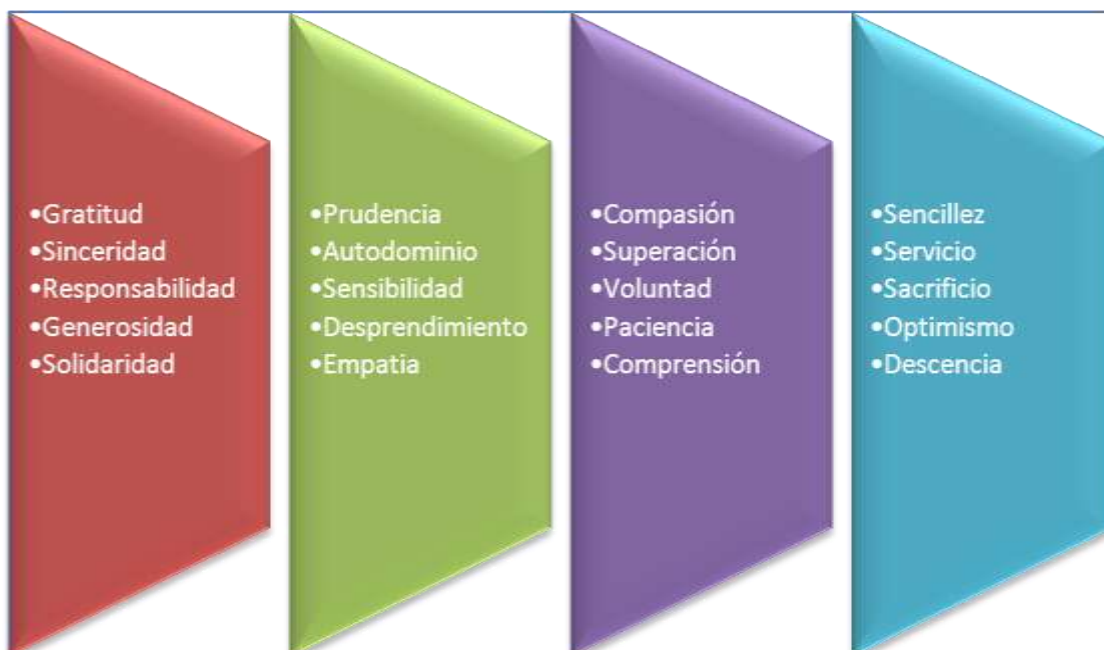 •Gratitud
•Sinceridad
•Responsabilidad
•Generosidad
•Solidaridad
•Prudencia
•Autodominio
•Sensibilidad
•Desprendimiento
•Empatia
•Compasión
•Superación
•Voluntad
•Paciencia
•Comprensión
•Sencillez
•Servicio
•Sacrificio
•Optimismo
•Descencia